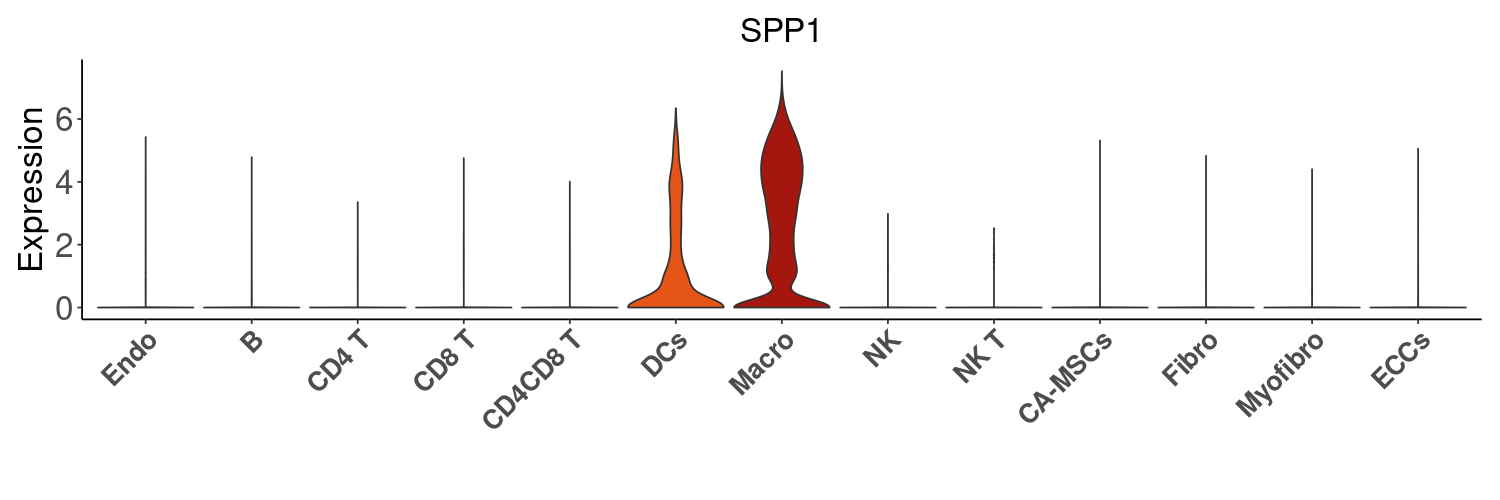 SPP1
Expression
6
4
2
0
Endo
B
CD4 T
CD8 T
CD4CD8 T
DCs
Macro
NK
NK T
CA-MSCs
Fibro
Myofibro
ECCs